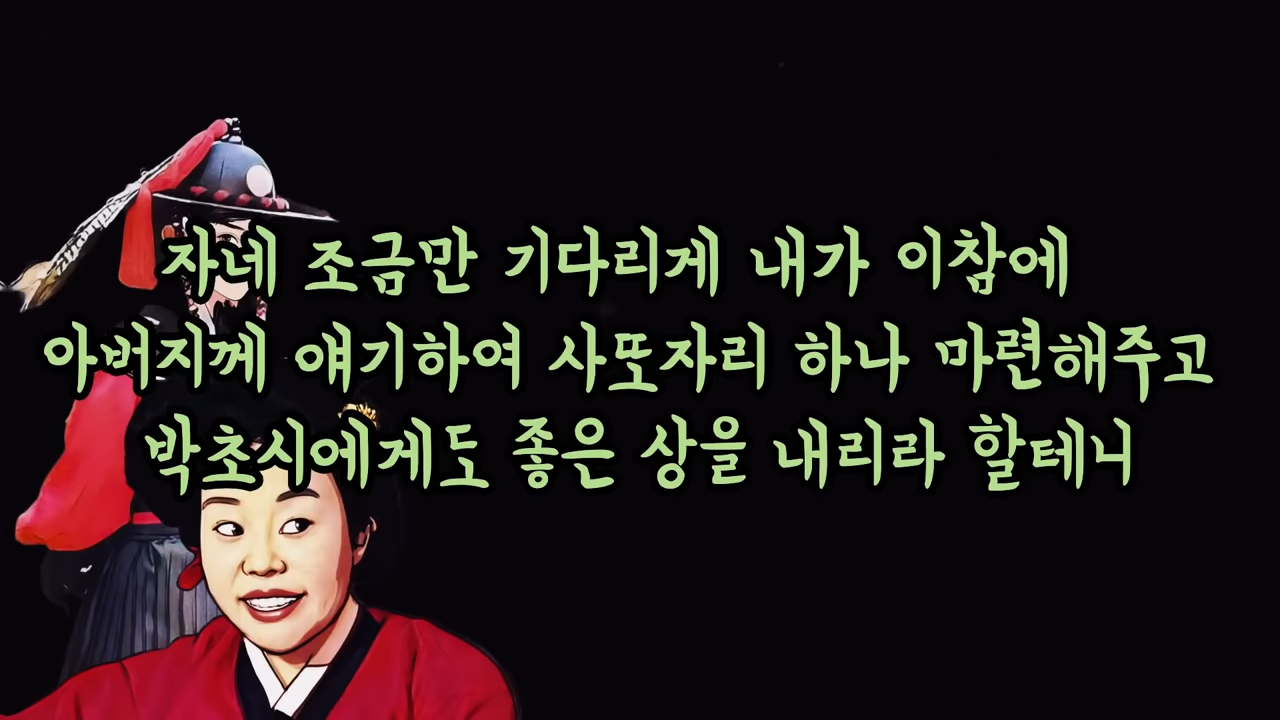 자네 조금만 기다리게 내가 이참에
아버지께 얘기하여 사또자리 하나 마련해주고
박초시에게도 좋은 상을 내리라 할테니